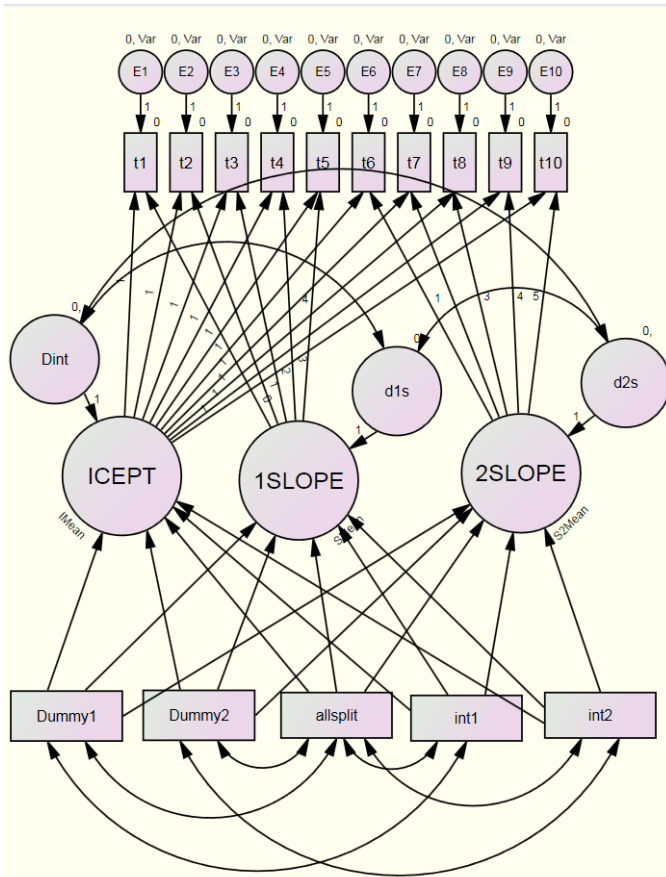 0, Var 0, Var 0, Var 0, Var 0, Var 0, Var 0, Var 0, Var 0, Var 0, Var
E1 E2 E3 E4 E5 E6 E7 E8 E9 E10
1 1 1 1 1 1 1 1 1 1
0 0 0 0 0 0 0 0 0 0
t1 t2 t3 t4 t5 t6 t7 t8 t9 t10
1 1 1 1 1 1 1 1 1
4 3 2 1 0
1 3 4 5
0, 0 0,
Dint d1s d2s
1 1 1
ICEPT 1SLOPE 2SLOPE
IMean S2Mean
Dummy1 Dummy2 allsplit int1 int2